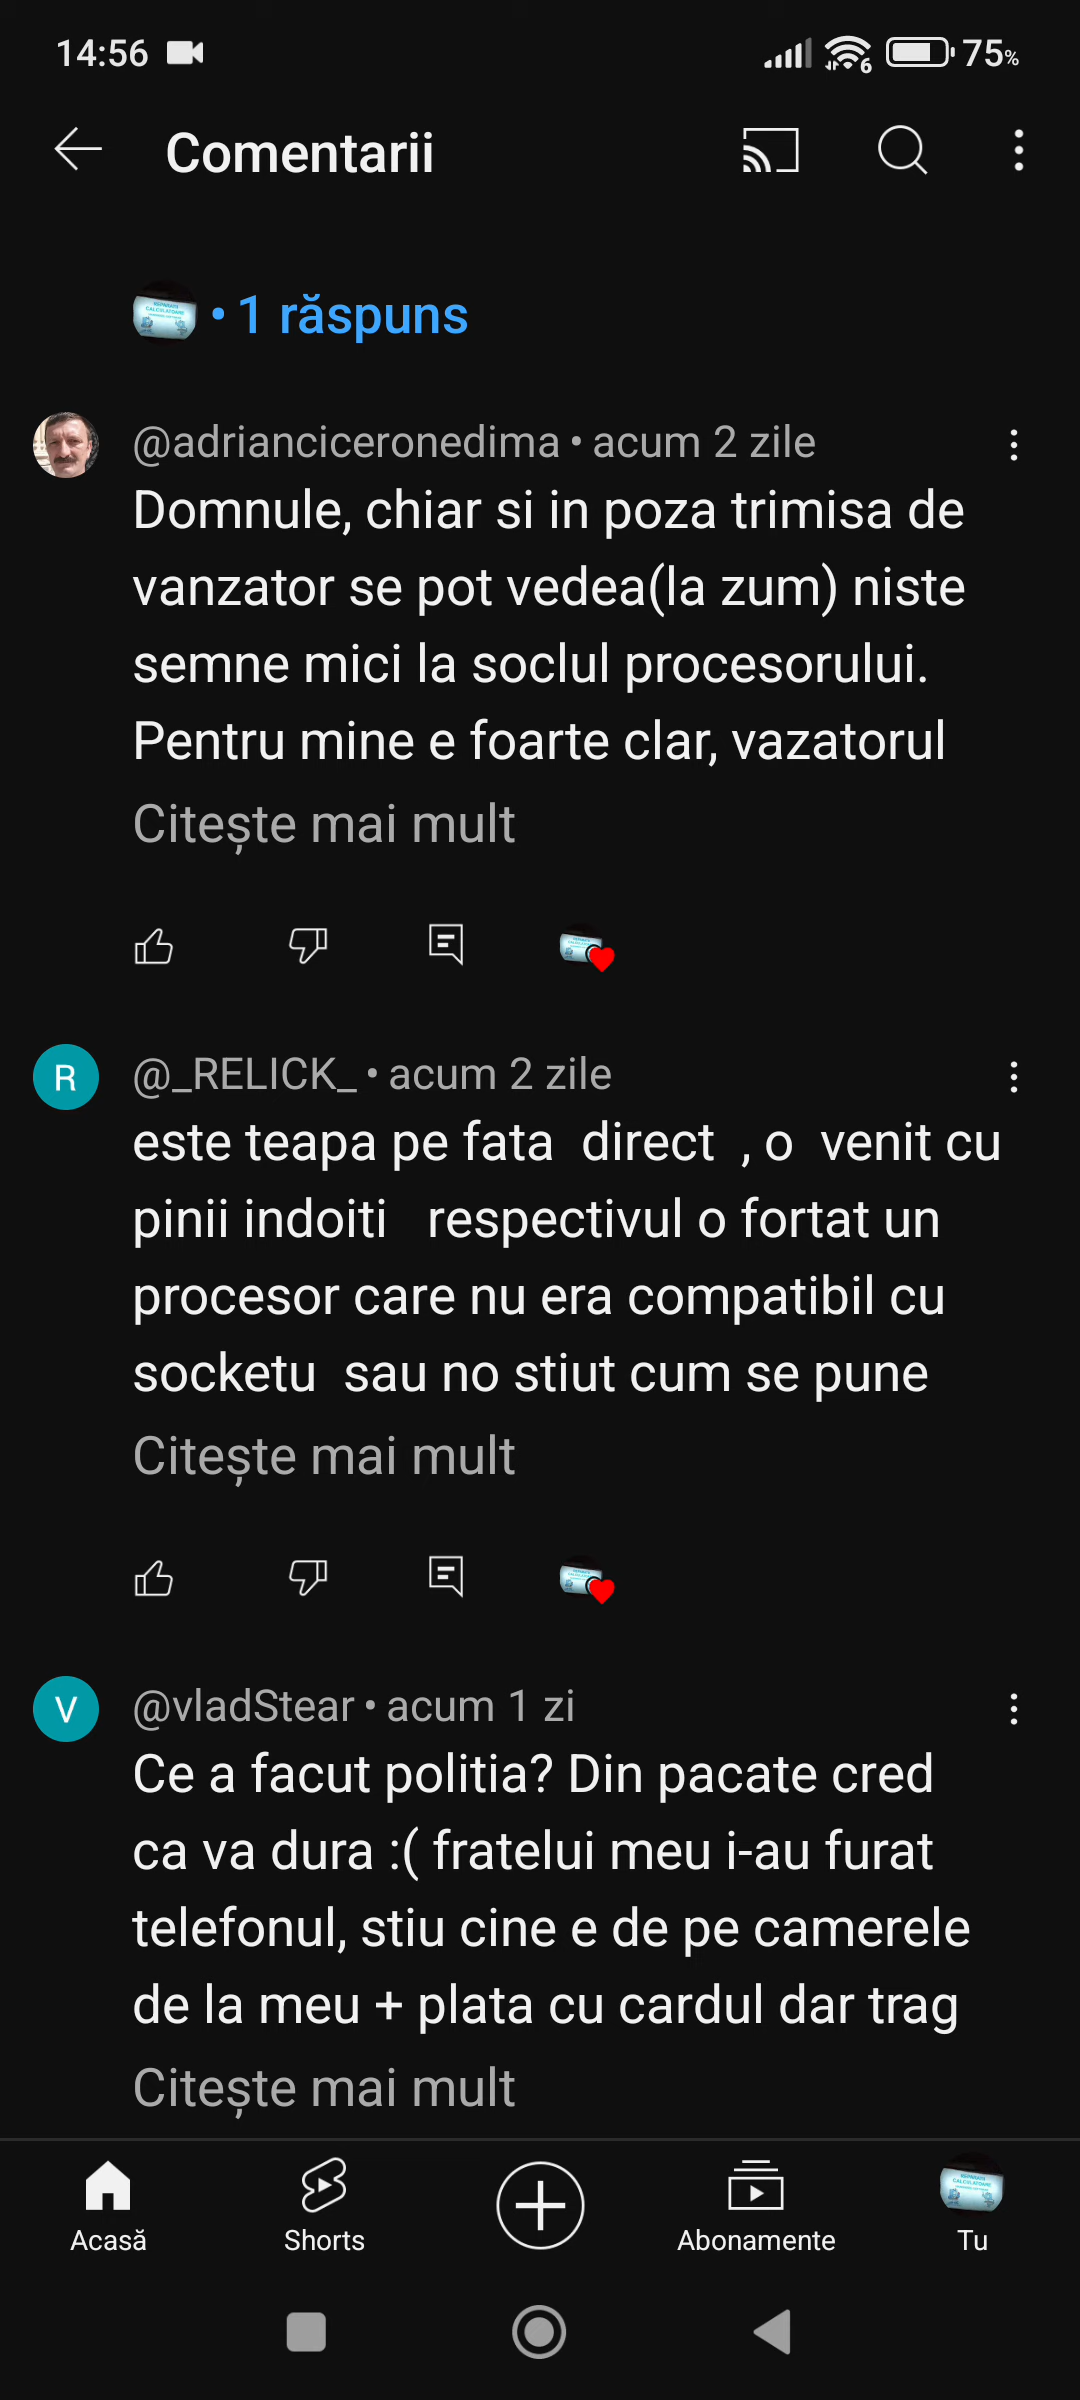 14:56
75%
Comentarii
• 1 răspuns
@adrianciceronedima • acum 2 zile
Domnule, chiar si in poza trimisa de
vanzator se pot vedea(la zum) niste
semne mici la soclul procesorului.
Pentru mine e foarte clar, vazatorul
Citește mai mult
R
@_RELICK_ • acum 2 zile
este teapa pe fata  direct  , o  venit cu
pinii indoiti   respectivul o fortat un
procesor care nu era compatibil cu
socketu  sau no stiut cum se pune
Citește mai mult
V
@vladStear • acum 1 zi
Ce a facut politia? Din pacate cred
ca va dura :( fratelui meu i-au furat
telefonul, stiu cine e de pe camerele
de la meu + plata cu cardul dar trag
Citește mai mult
Acasă
Shorts
Abonamente
Tu